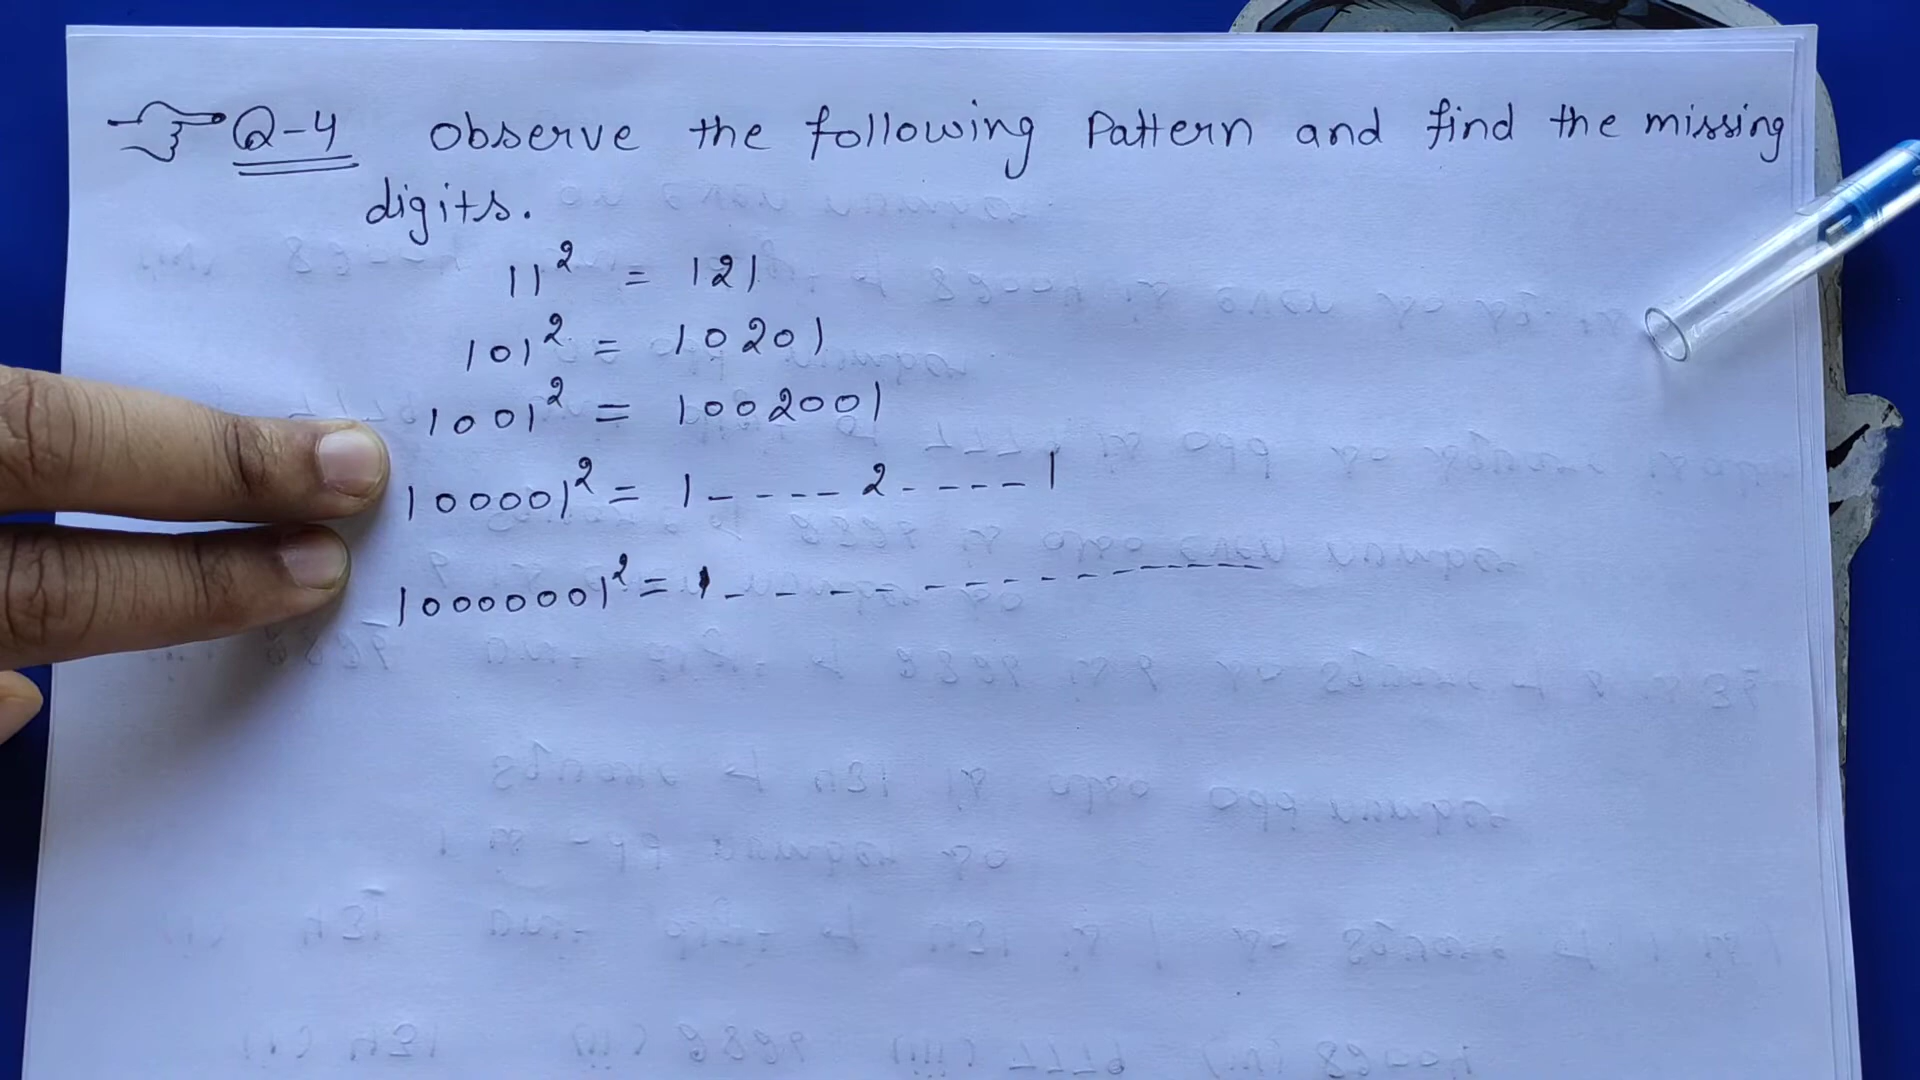 Q-4 Observe the following Pattern and find the missing
digits.
11² = 121
101² = 10201
1001² = 1002001
100001² = 1 - - - - 2 - - - - 1
10000001² = 1 - - - - - - - - - - - - - -